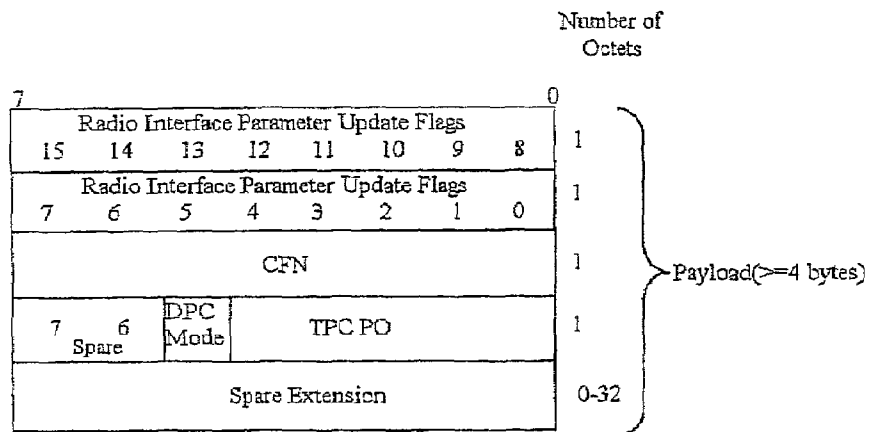 Number of
Octets
7 0
Radio Interface Parameter Update Flags
15 14 13 12 11 10 9 8
1
Radio Interface Parameter Update Flags
7 6 5 4 3 2 1 0
1
CFN
1
Payload(>=4 bytes)
7 6
Spare
DPC
Mode
TPC PO
1
Spare Extension
0-32